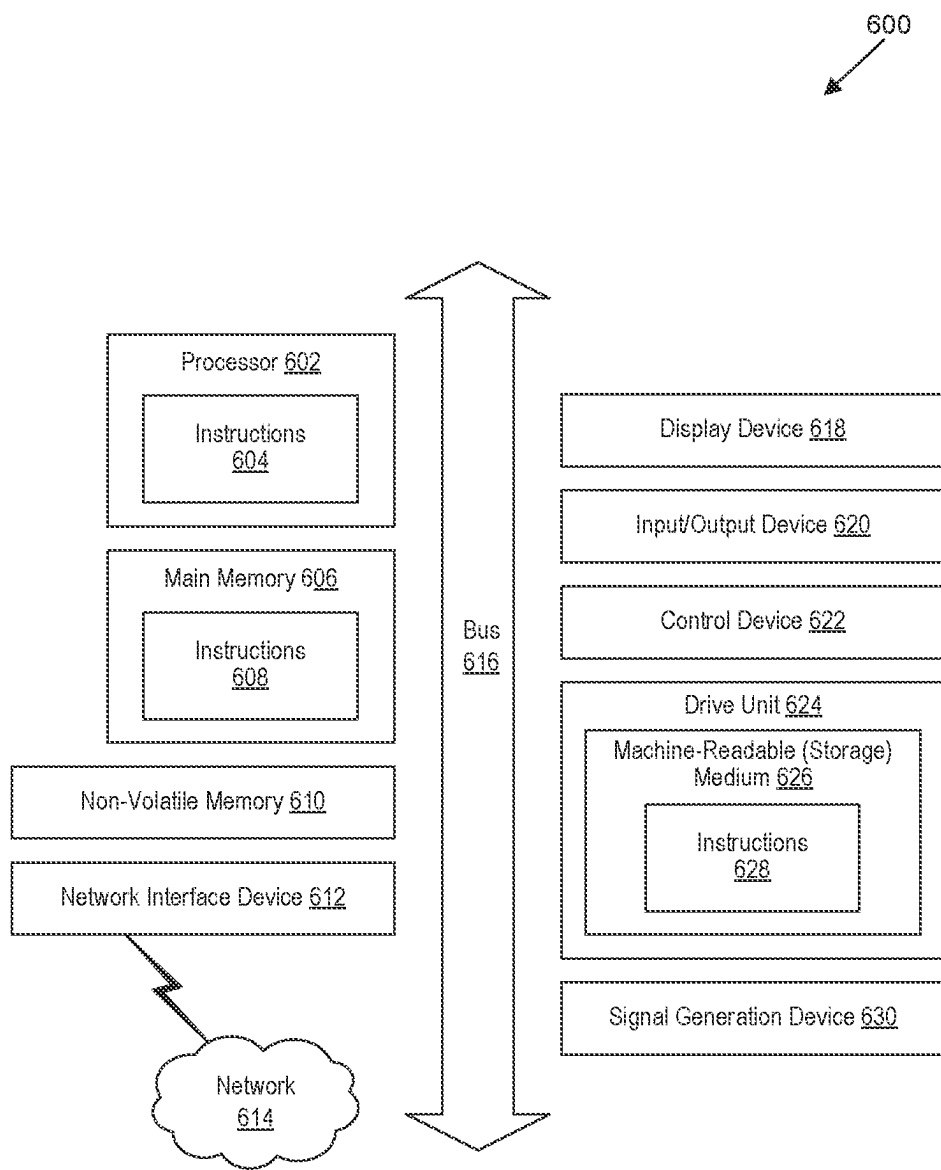 600
Processor 602
Instructions
604
Main Memory 606
Instructions
608
Non-Volatile Memory 610
Network Interface Device 612
Network
614
Bus
616
Display Device 618
Input/Output Device 620
Control Device 622
Drive Unit 624
Machine-Readable (Storage)
Medium 626
Instructions
628
Signal Generation Device 630